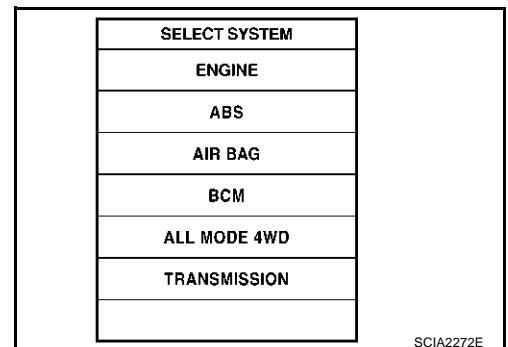 SELECT SYSTEM
ENGINE
ABS
AIR BAG
BCM
ALL MODE 4WD
TRANSMISSION
SCIA2272E